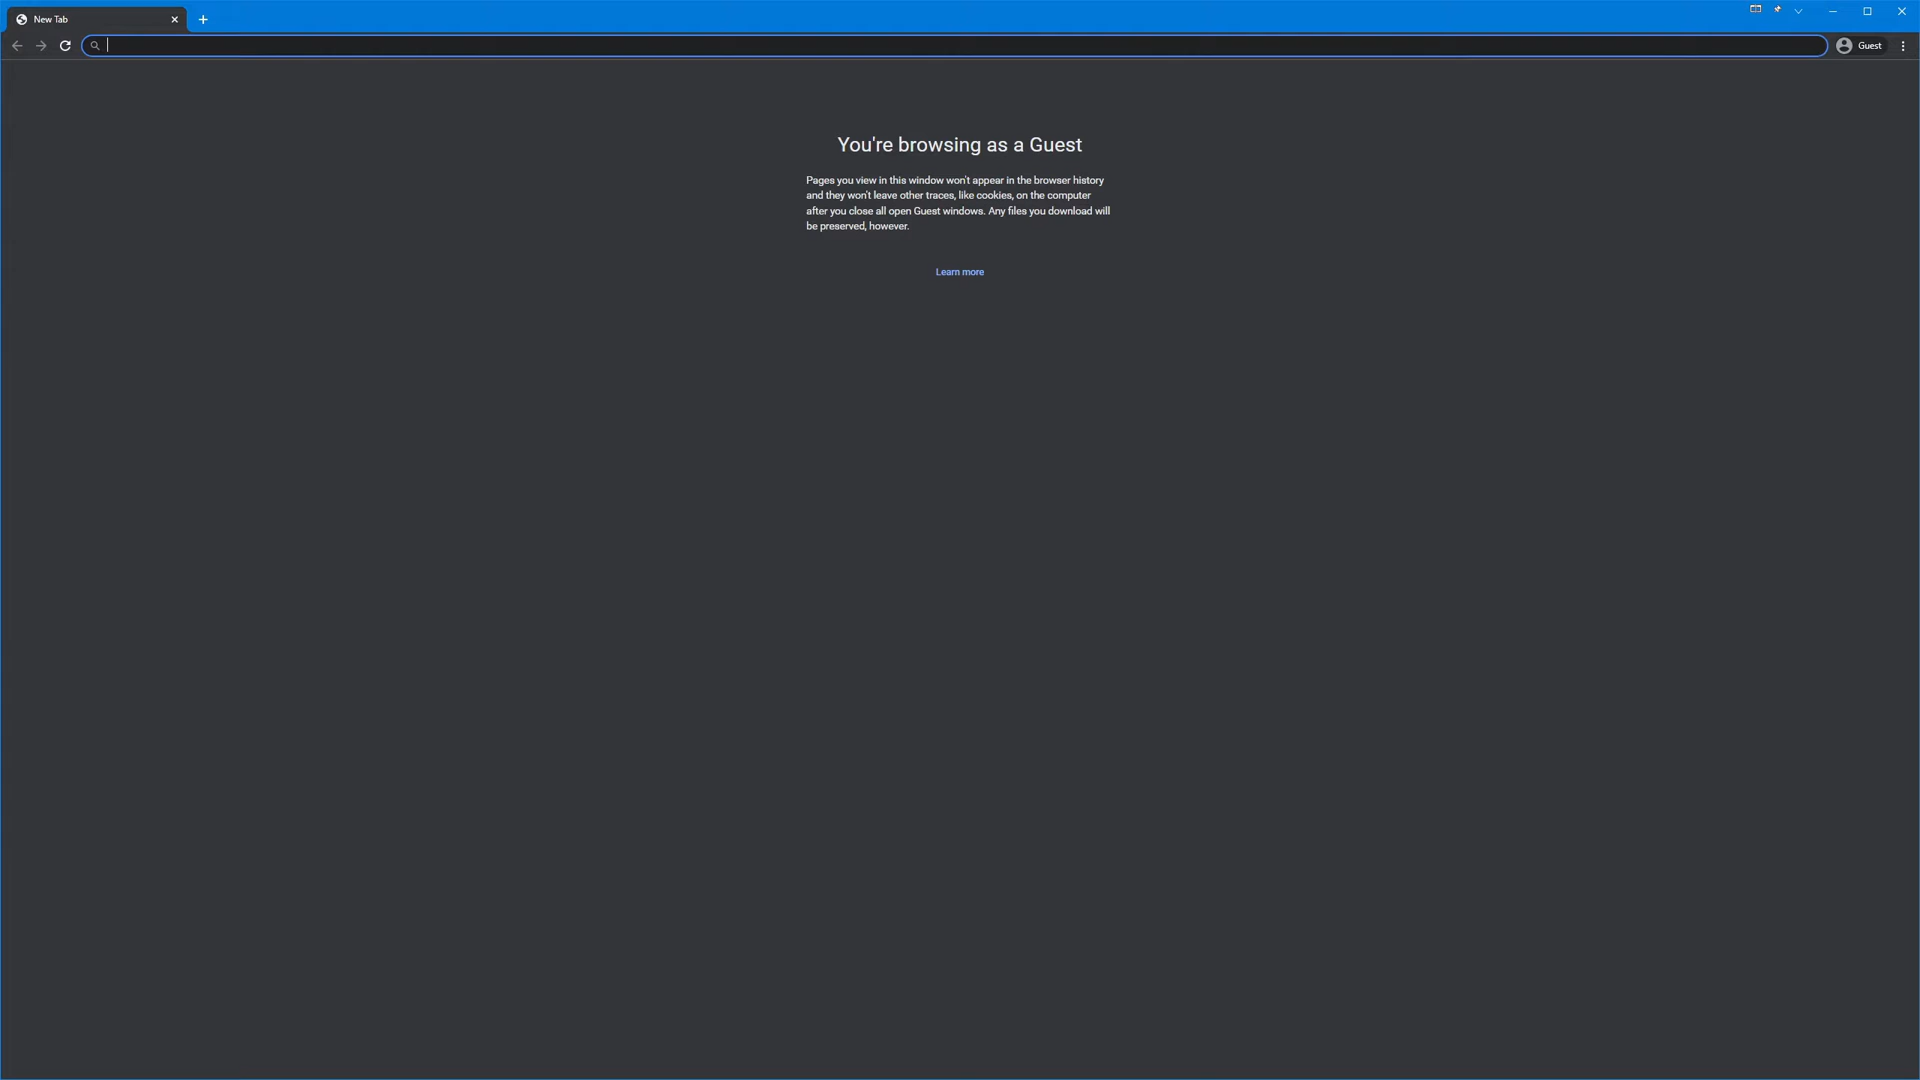 New Tab
Guest
You're browsing as a Guest
Pages you view in this window won't appear in the browser history
and they won't leave other traces, like cookies, on the computer
after you close all open Guest windows. Any files you download will
be preserved, however.
Learn more